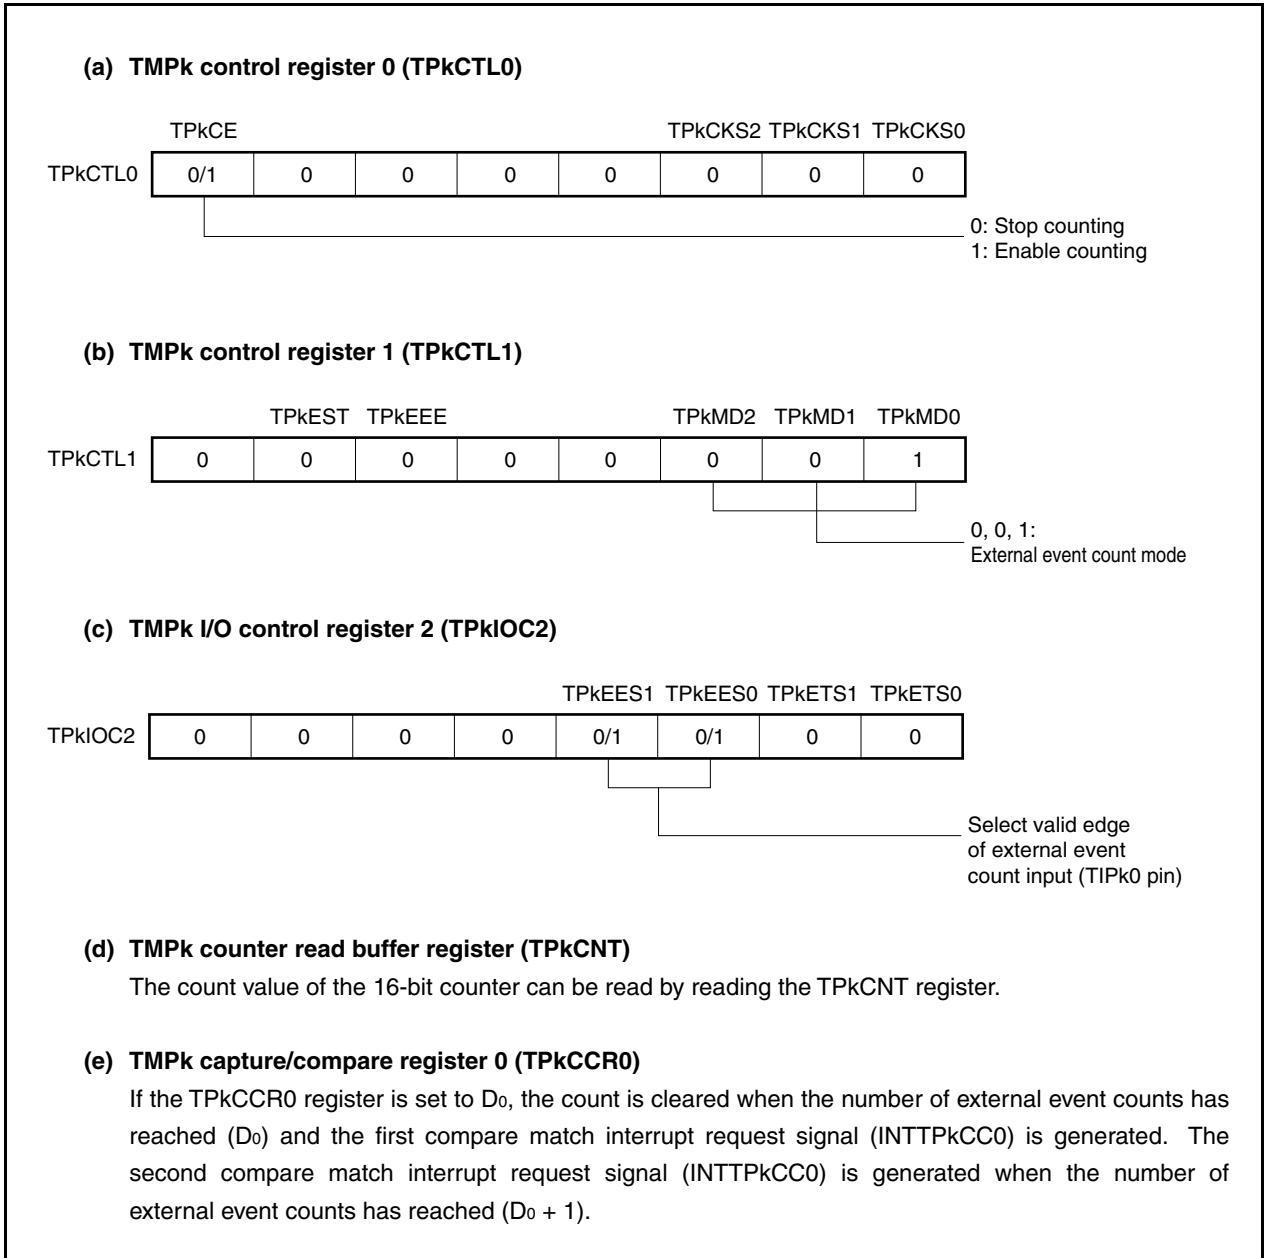 (a) TMPk control register 0 (TPkCTL0)
TPkCE TPkCKS2 TPkCKS1 TPkCKS0
TPkCTL0 0/1 0 0 0 0 0 0 0
0: Stop counting
1: Enable counting
(b) TMPk control register 1 (TPkCTL1)
TPkEST TPkEEE TPkMD2 TPkMD1 TPkMD0
TPkCTL1 0 0 0 0 0 0 0 1
0, 0, 1:
External event count mode
(c) TMPk I/O control register 2 (TPkIOC2)
TPkEES1 TPkEES0 TPkETS1 TPkETS0
TPkIOC2 0 0 0 0 0/1 0/1 0 0
Select valid edge
of external event
count input (TIPk0 pin)
(d) TMPk counter read buffer register (TPkCNT)
The count value of the 16-bit counter can be read by reading the TPkCNT register.
(e) TMPk capture/compare register 0 (TPkCCR0)
If the TPkCCR0 register is set to D0, the count is cleared when the number of external event counts has
reached (D0) and the first compare match interrupt request signal (INTTPkCC0) is generated. The
second compare match interrupt request signal (INTTPkCC0) is generated when the number of
external event counts has reached (D0 + 1).